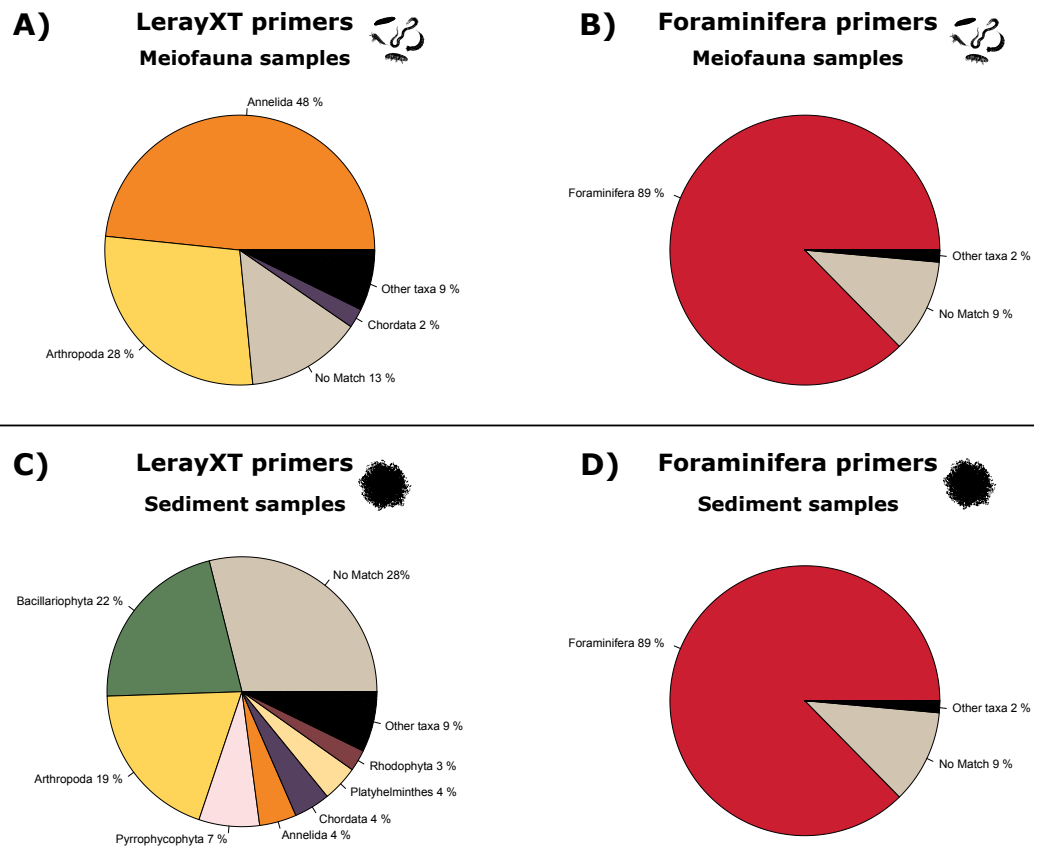 A)
LerayXT primers
Meiofauna samples
Annelida 48 %
Other taxa 9 %
Chordata 2 %
Arthropoda 28 %
No Match 13 %
B)
Foraminifera primers
Meiofauna samples
Foraminifera 89 %
Other taxa 2 %
No Match 9 %
C)
LerayXT primers
Sediment samples
No Match 28%
Bacillariophyta 22 %
Other taxa 9 %
Rhodophyta 3 %
Arthropoda 19 %
Platyhelminthes 4 %
Chordata 4 %
Annelida 4 %
Pyrrophycophyta 7 %
D)
Foraminifera primers
Sediment samples
Foraminifera 89 %
Other taxa 2 %
No Match 9 %